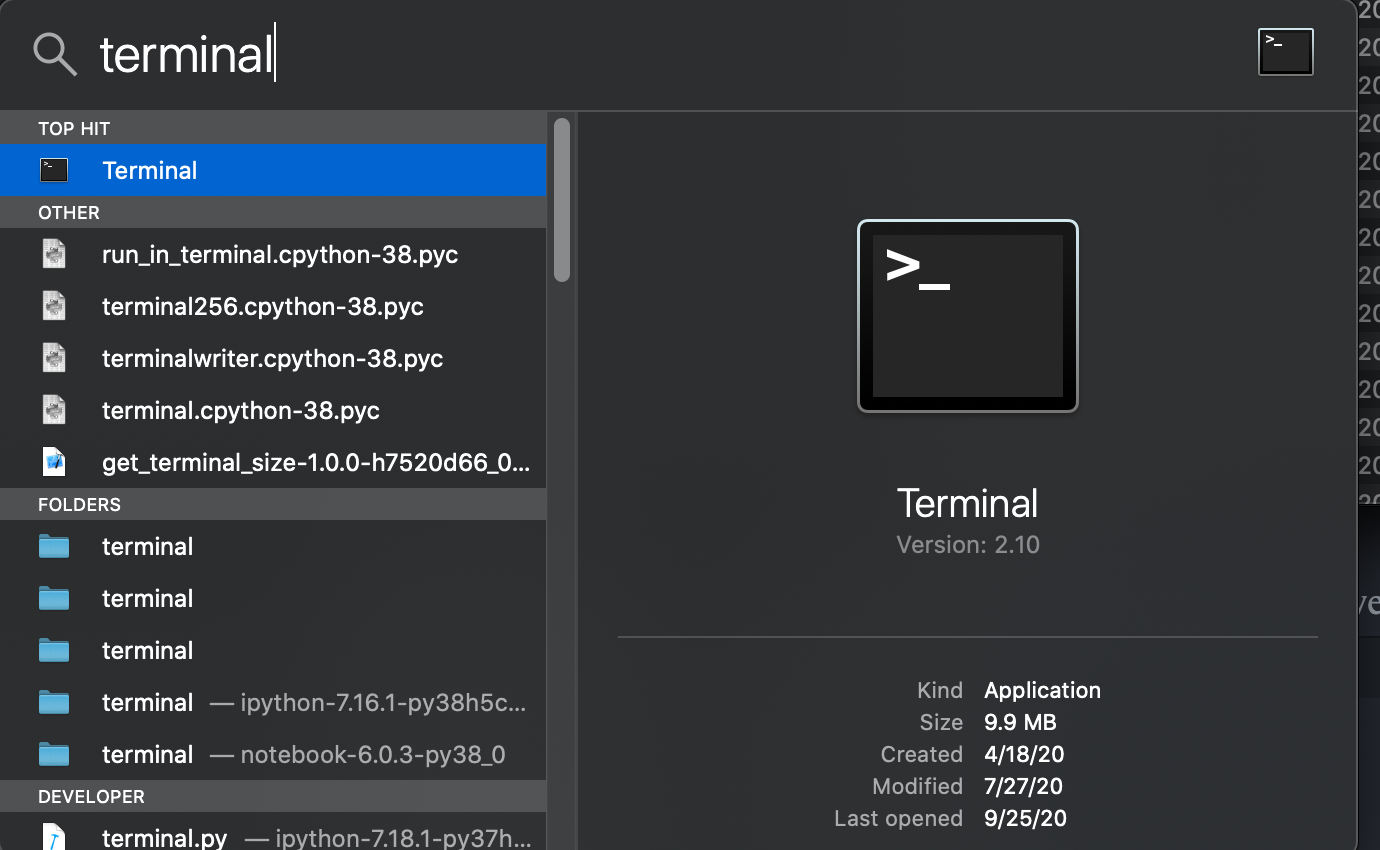 terminal
TOP HIT
Terminal
OTHER
run_in_terminal.cpython-38.pyc
terminal256.cpython-38.pyc
terminalwriter.cpython-38.pyc
terminal.cpython-38.pyc
get_terminal_size-1.0.0-h7520d66_0...
FOLDERS
terminal
terminal
terminal
terminal — ipython-7.16.1-py38h5c...
terminal — notebook-6.0.3-py38_0
DEVELOPER
terminal.py — ipython-7.18.1-py37h...
>_
Terminal
Version: 2.10
Kind Application
Size 9.9 MB
Created 4/18/20
Modified 7/27/20
Last opened 9/25/20